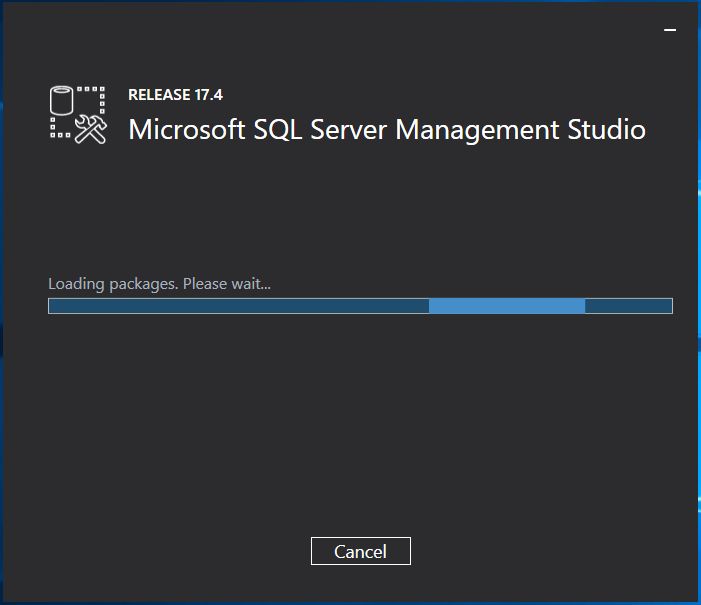 RELEASE 17.4
Microsoft SQL Server Management Studio
Loading packages. Please wait...
Cancel